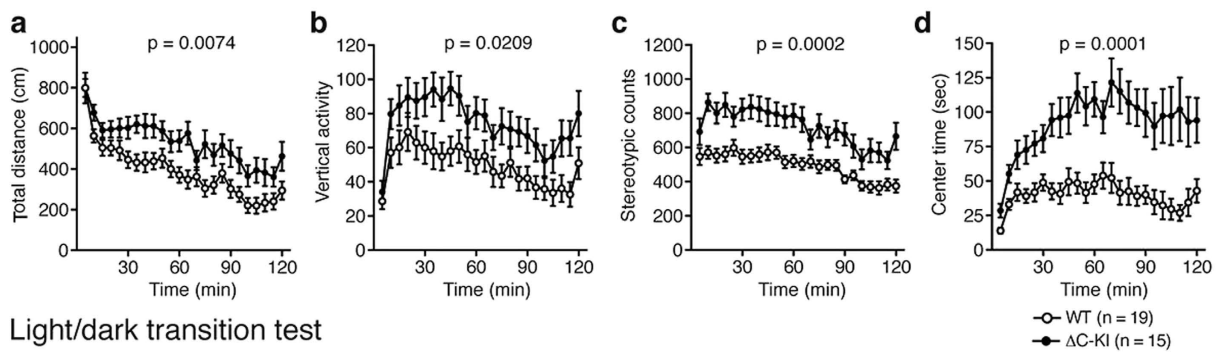 a b c d
p = 0.0074 p = 0.0209 p = 0.0002 p = 0.0001
Total distance (cm)
1000
800
600
400
200
0
30 60 90 120
Time (min)
Vertical activity
120
100
80
60
40
20
0
30 60 90 120
Time (min)
Stereotypic counts
1200
1000
800
600
400
200
0
30 60 90 120
Time (min)
Center time (sec)
150
125
100
75
50
25
0
30 60 90 120
Time (min)
WT (n = 19)
ΔC-KI (n = 15)
Light/dark transition test